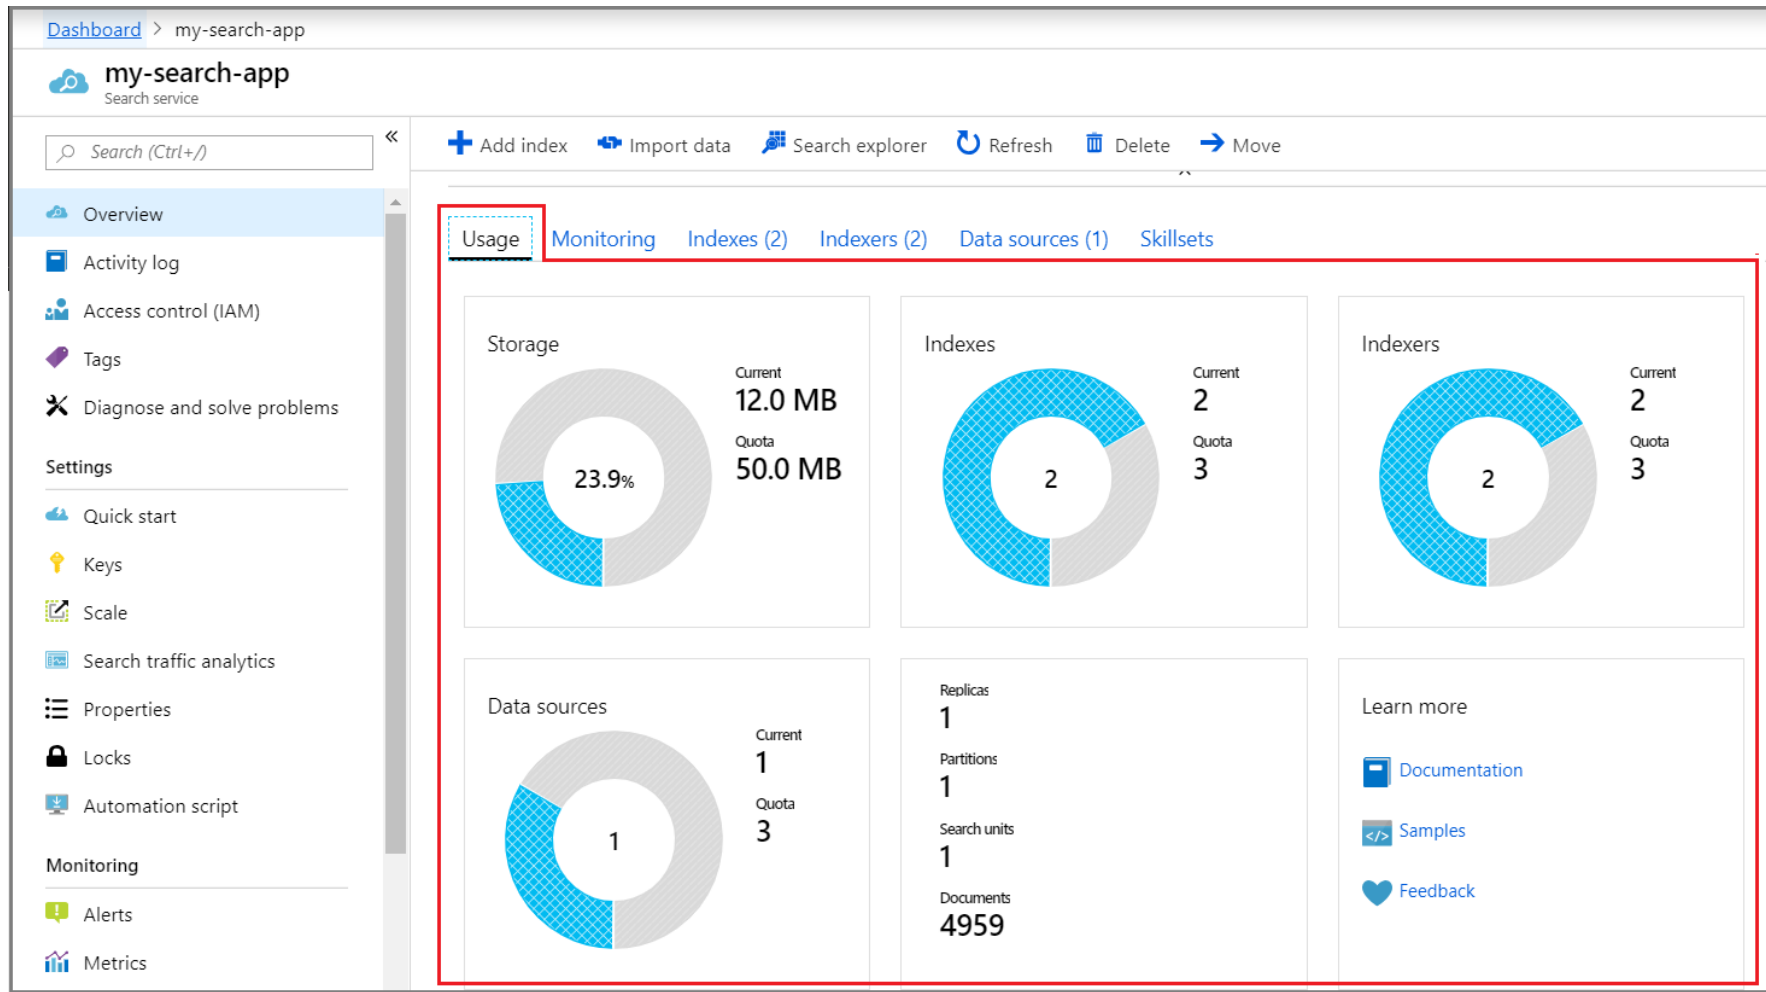 Dashboard > my-search-app
my-search-app
Search service
Search (Ctrl+/)
«
Overview
Activity log
Access control (IAM)
Tags
Diagnose and solve problems
Settings
Quick start
Keys
Scale
Search traffic analytics
Properties
Locks
Automation script
Monitoring
Alerts
Metrics
Add index Import data Search explorer Refresh Delete Move
Usage Monitoring Indexes (2) Indexers (2) Data sources (1) Skillsets
Storage
23.9%
Current
12.0 MB
Quota
50.0 MB
Indexes
2
Current
2
Quota
3
Indexers
2
Current
2
Quota
3
Data sources
1
Current
1
Quota
3
Replicas
1
Partitions
1
Search units
1
Documents
4959
Learn more
Documentation
Samples
Feedback